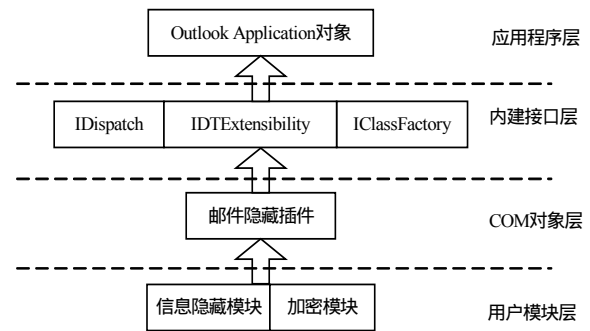 Outlook Application对象
应用程序层
IDispatch IDTExtensibility IClassFactory
内建接口层
邮件隐藏插件
COM对象层
信息隐藏模块 加密模块
用户模块层